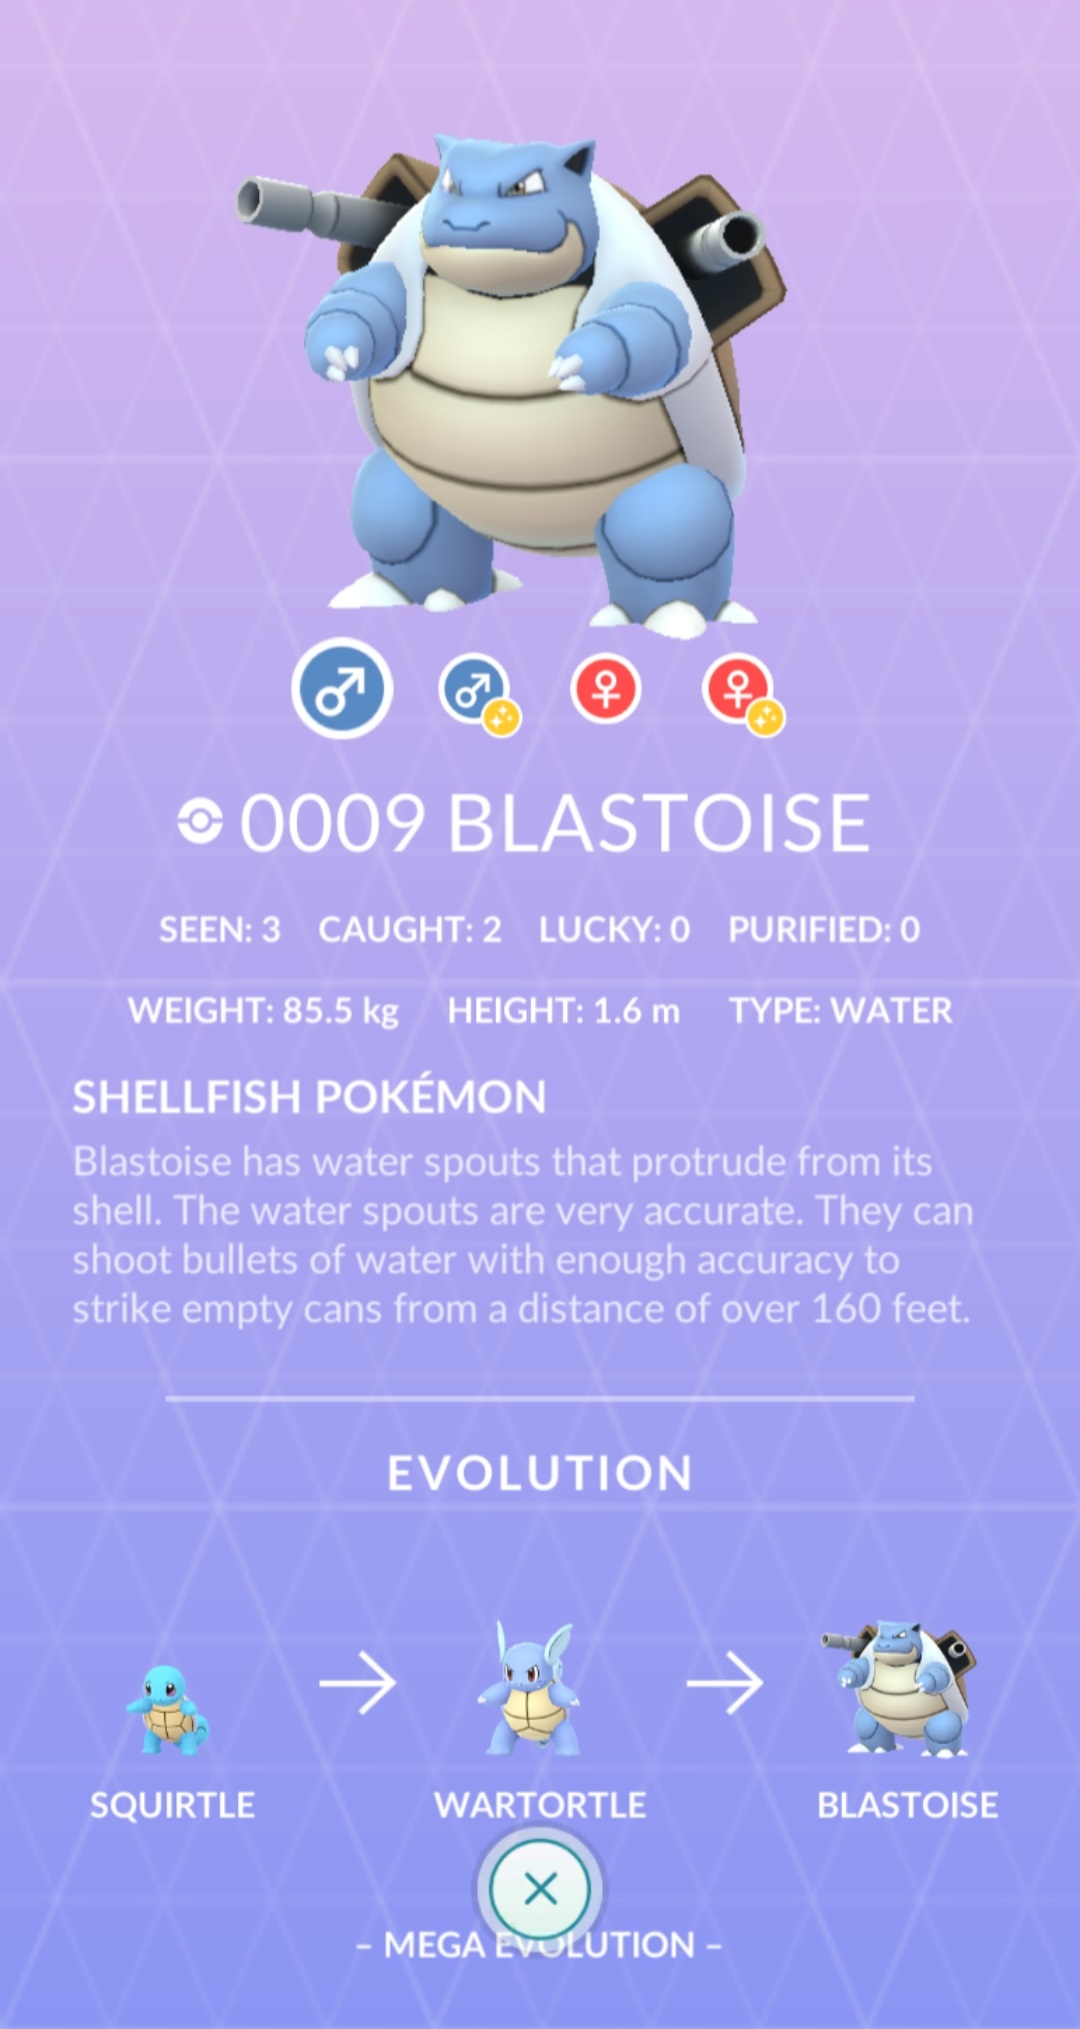 0009 BLASTOISE
SEEN: 3 CAUGHT: 2 LUCKY: 0 PURIFIED: 0
WEIGHT: 85.5 kg HEIGHT: 1.6 m TYPE: WATER
SHELLFISH POKÉMON
Blastoise has water spouts that protrude from its
shell. The water spouts are very accurate. They can
shoot bullets of water with enough accuracy to
strike empty cans from a distance of over 160 feet.
EVOLUTION
SQUIRTLE WARTORTLE BLASTOISE
– MEGA EVOLUTION –